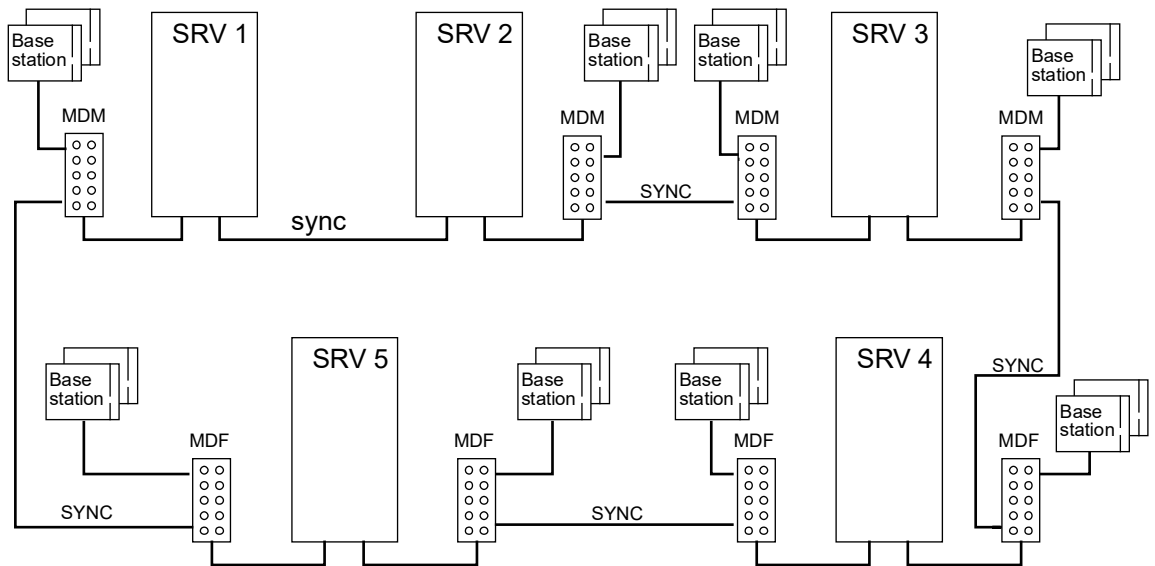 Base
station
SRV 1
SRV 2
Base
station
Base
station
SRV 3
Base
station
MDM
MDM
MDM
MDM
SYNC
sync
SRV 5
SRV 4
SYNC
Base
station
Base
station
Base
station
Base
station
MDF
MDF
MDF
MDF
SYNC
SYNC